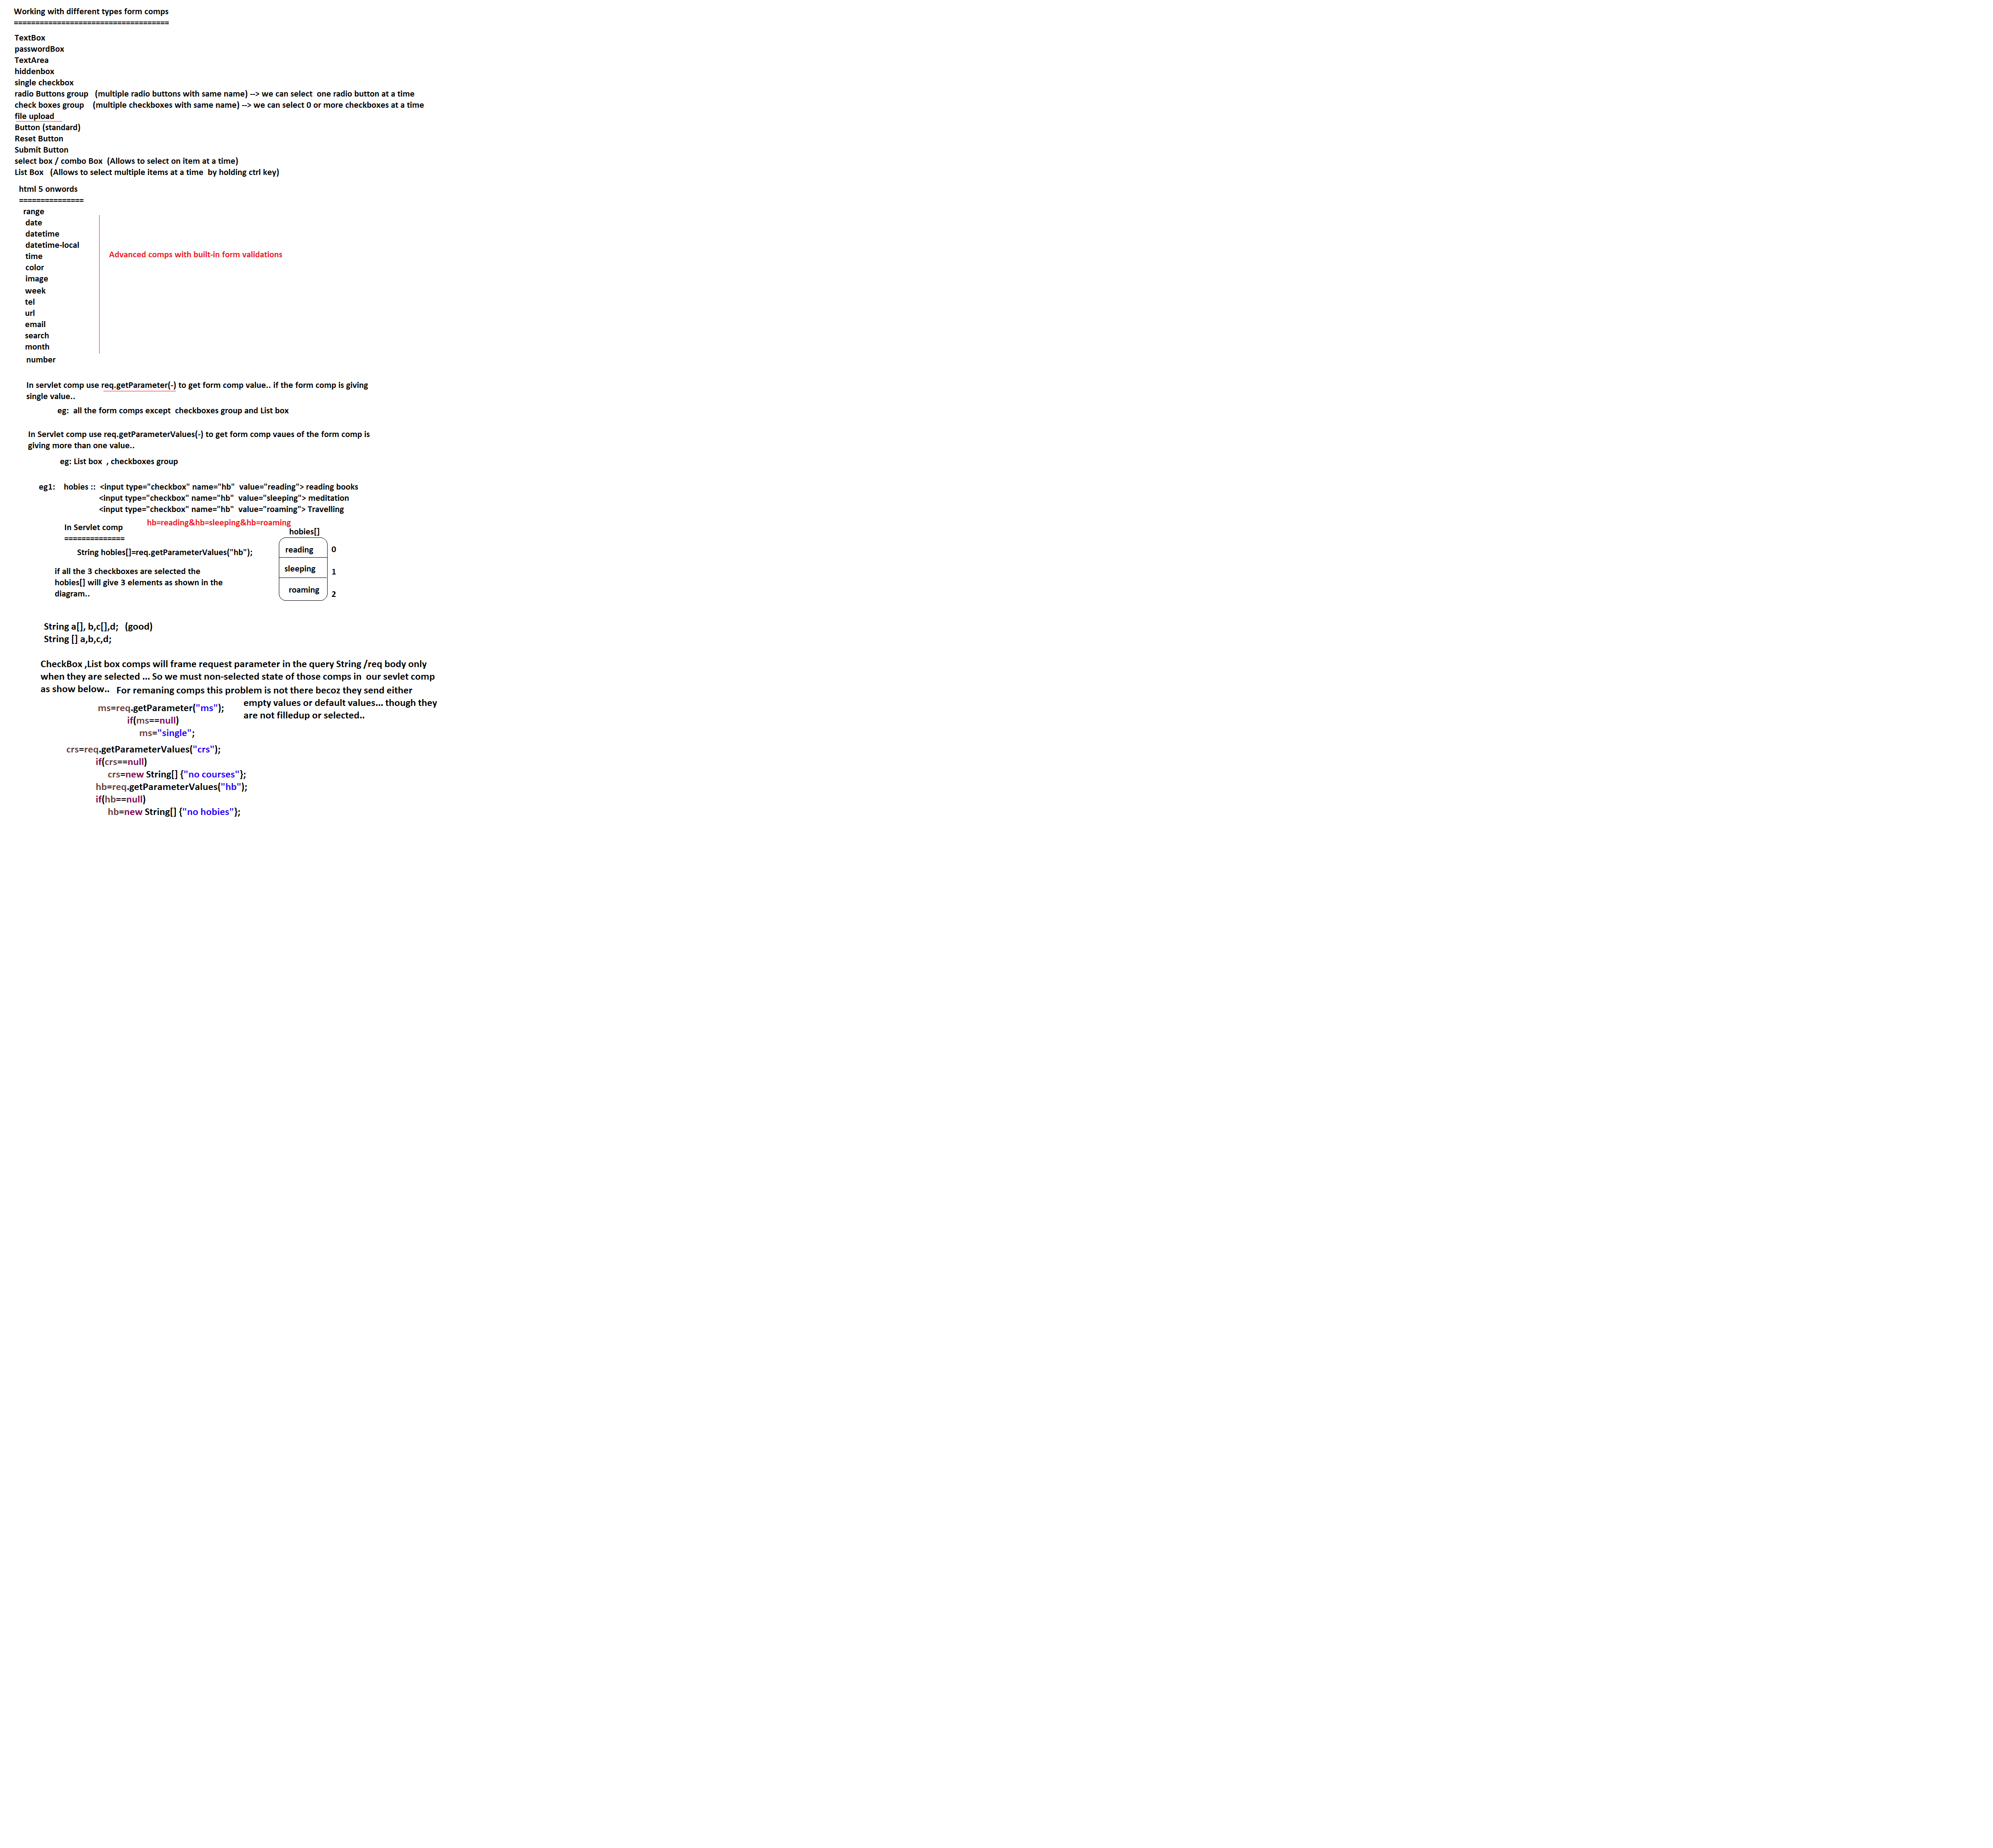 Working with different types form comps
====================================
TextBox
passwordBox
TextArea
hiddenbox
single checkbox
radio Buttons group (multiple radio buttons with same name) --> we can select one radio button at a time
check boxes group (multiple checkboxes with same name) --> we can select 0 or more checkboxes at a time
file upload
Button (standard)
Reset Button
Submit Button
select box / combo Box (Allows to select on item at a time)
List Box (Allows to select multiple items at a time by holding ctrl key)
html 5 onwords
===============
range
date
datetime
datetime-local
time
Advanced comps with built-in form validations
color
image
week
tel
url
email
search
month
number
In servlet comp use req.getParameter(-) to get form comp value.. if the form comp is giving
single value..
eg: all the form comps except checkboxes group and List box
In Servlet comp use req.getParameterValues(-) to get form comp vaues of the form comp is
giving more than one value..
eg: List box , checkboxes group
eg1: hobies :: <input type="checkbox" name="hb" value="reading"> reading books
<input type="checkbox" name="hb" value="sleeping"> meditation
<input type="checkbox" name="hb" value="roaming"> Travelling
hb=reading&hb=sleeping&hb=roaming
In Servlet comp
==============
String hobies[]=req.getParameterValues("hb");
if all the 3 checkboxes are selected the
hobies[] will give 3 elements as shown in the
diagram..
hobies[]
reading 0
sleeping 1
roaming 2
String a[], b,c[],d; (good)
String [] a,b,c,d;
CheckBox ,List box comps will frame request parameter in the query String /req body only
when they are selected ... So we must non-selected state of those comps in our sevlet comp
as show below.. For remaning comps this problem is not there becoz they send either
empty values or default values... though they
are not filledup or selected..
ms=req.getParameter("ms");
if(ms==null)
ms="single";
crs=req.getParameterValues("crs");
if(crs==null)
crs=new String[] {"no courses"};
hb=req.getParameterValues("hb");
if(hb==null)
hb=new String[] {"no hobies"};